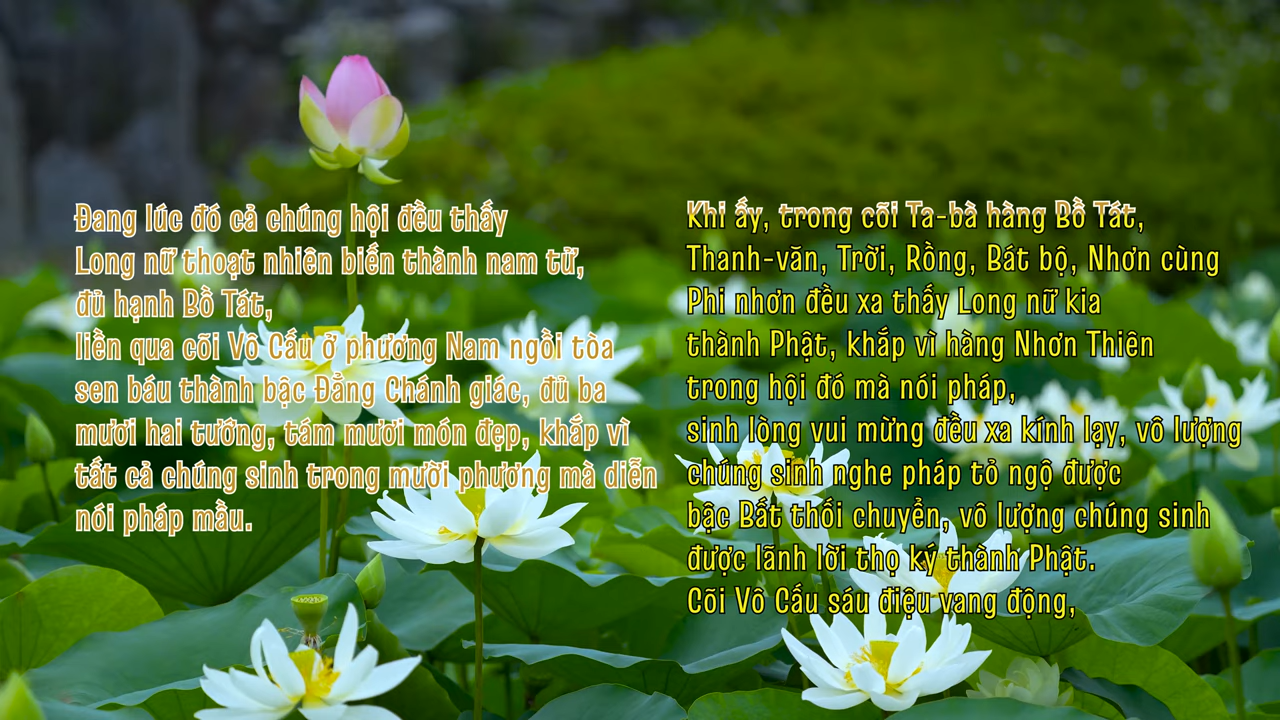 Đang lúc đó cả chúng hội đều thấy
Long nữ thoạt nhiên biến thành nam tử,
đủ hạnh Bồ Tát,
liền qua cõi Vô Cấu ở phương Nam ngồi tòa
sen báu thành bậc Đẳng Chánh giác, đủ ba
mươi hai tướng, tám mươi món đẹp, khắp vì
tất cả chúng sinh trong mười phương mà diễn
nói pháp mầu.
Khi ấy, trong cõi Ta-bà hàng Bồ Tát,
Thanh-văn, Trời, Rồng, Bát bộ, Nhơn cùng
Phi nhơn đều xa thấy Long nữ kia
thành Phật, khắp vì hàng Nhơn Thiên
trong hội đó mà nói pháp,
sinh lòng vui mừng đều xa kính lạy, vô lượng
chúng sinh nghe pháp tỏ ngộ được
bậc Bất thối chuyển, vô lượng chúng sinh
được lãnh lời thọ ký thành Phật.
Cõi Vô Cấu sáu điệu vang động,